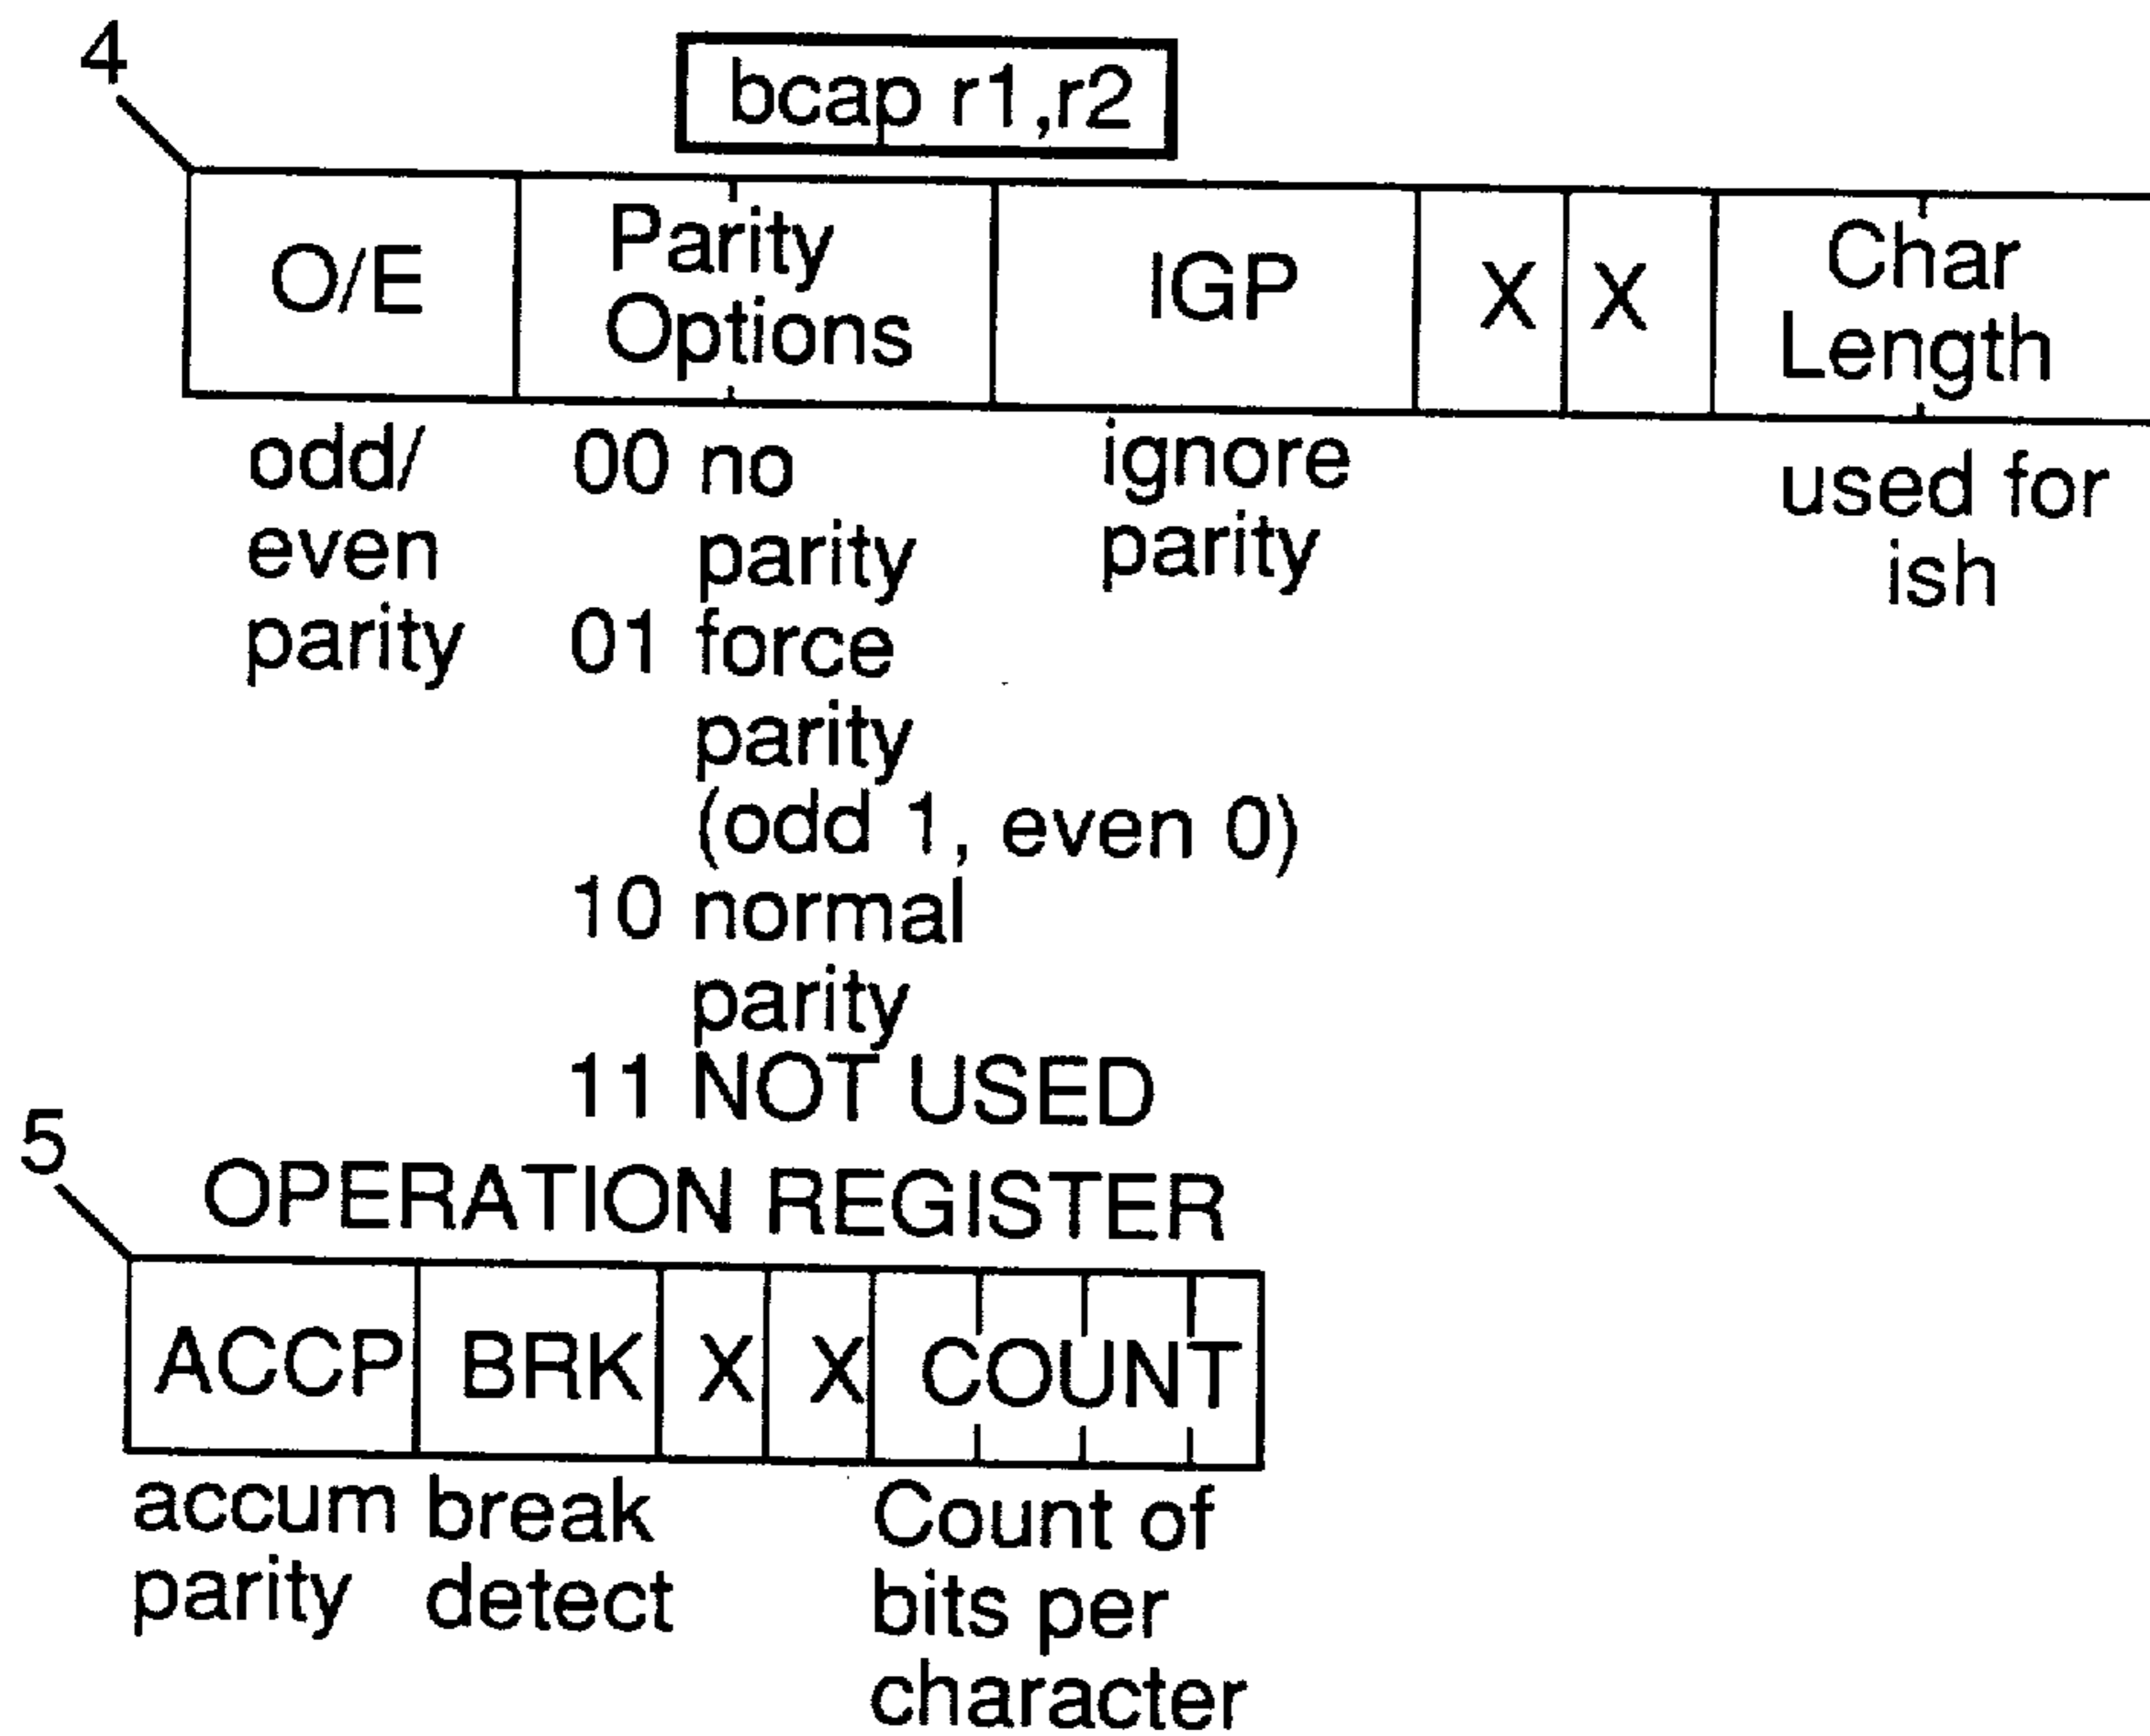 4
bcap r1,r2
O/E
Parity
Options
IGP
X
X
Char
Length
odd/
even
parity
00 no
parity
01 force
parity
(odd 1, even 0)
10 normal
parity
11 NOT USED
ignore
parity
used for
ish
5
OPERATION REGISTER
ACCP
BRK
X
X
COUNT
accum
parity
break
detect
Count of
bits per
character